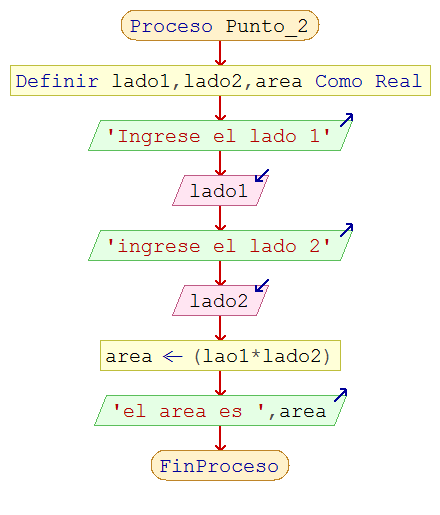 Proceso Punto_2
Definir lado1,lado2,area Como Real
'Ingrese el lado 1'
lado1
'ingrese el lado 2'
lado2
area ← (lao1*lado2)
'el area es ',area
FinProceso